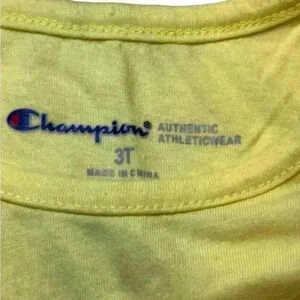 Champion® AUTHENTIC
ATHLETICWEAR
3T
MADE IN CHINA